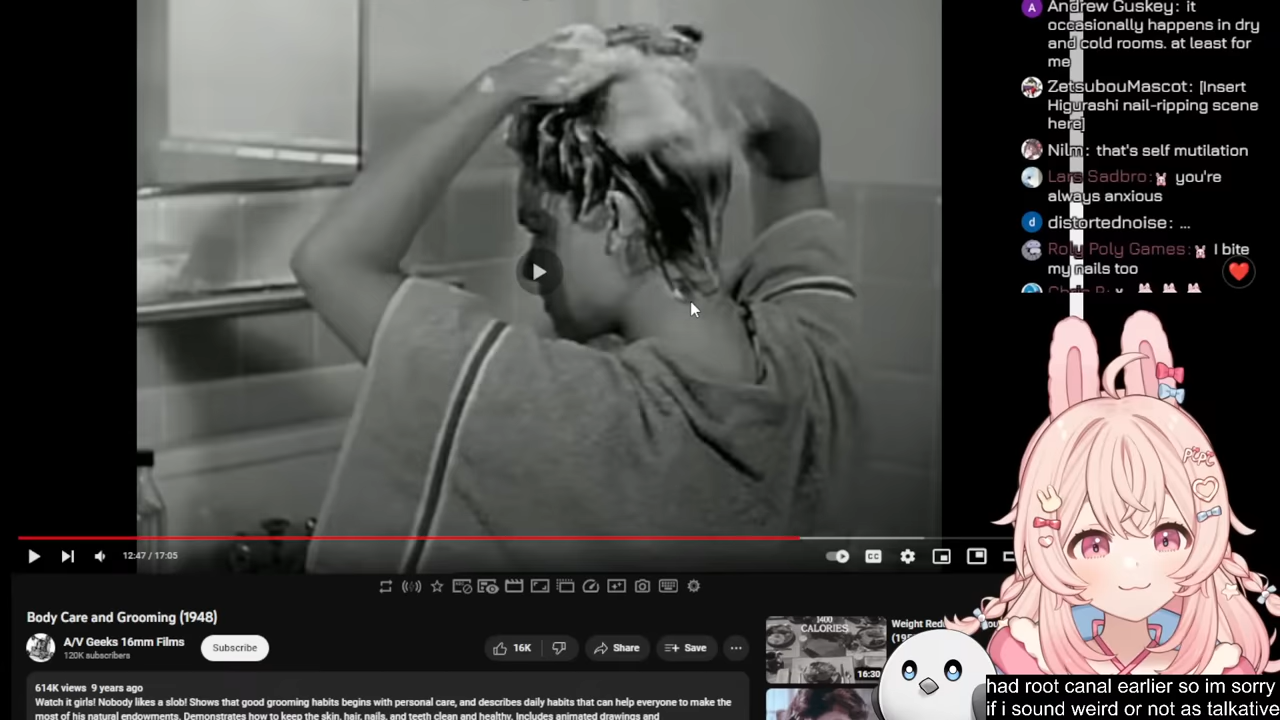 Andrew Guskey: it
occasionally happens in dry
and cold rooms. at least for
me
ZetsubouMascot: [Insert
Higurashi nail-ripping scene
here]
Nilm: that's self mutilation
Lars Sadbro: you're
always anxious
distortednoise: ...
Roly Poly Games: I bite
my nails too
12:47 / 17:05
CC
Body Care and Grooming (1948)
A/V Geeks 16mm Films
120K subscribers
Subscribe
16K
Share
Save
614K views 9 years ago
Watch it girls! Nobody likes a slob! Shows that good grooming habits begins with personal care, and describes daily habits that can help everyone to make the
most of his natural endowments. Demonstrates how to keep the skin, hair, nails, and teeth clean and healthy. Includes animated drawings and
1400
CALORIES
16:30
Weight Red
PiPi
had root canal earlier so im sorry
if i sound weird or not as talkative